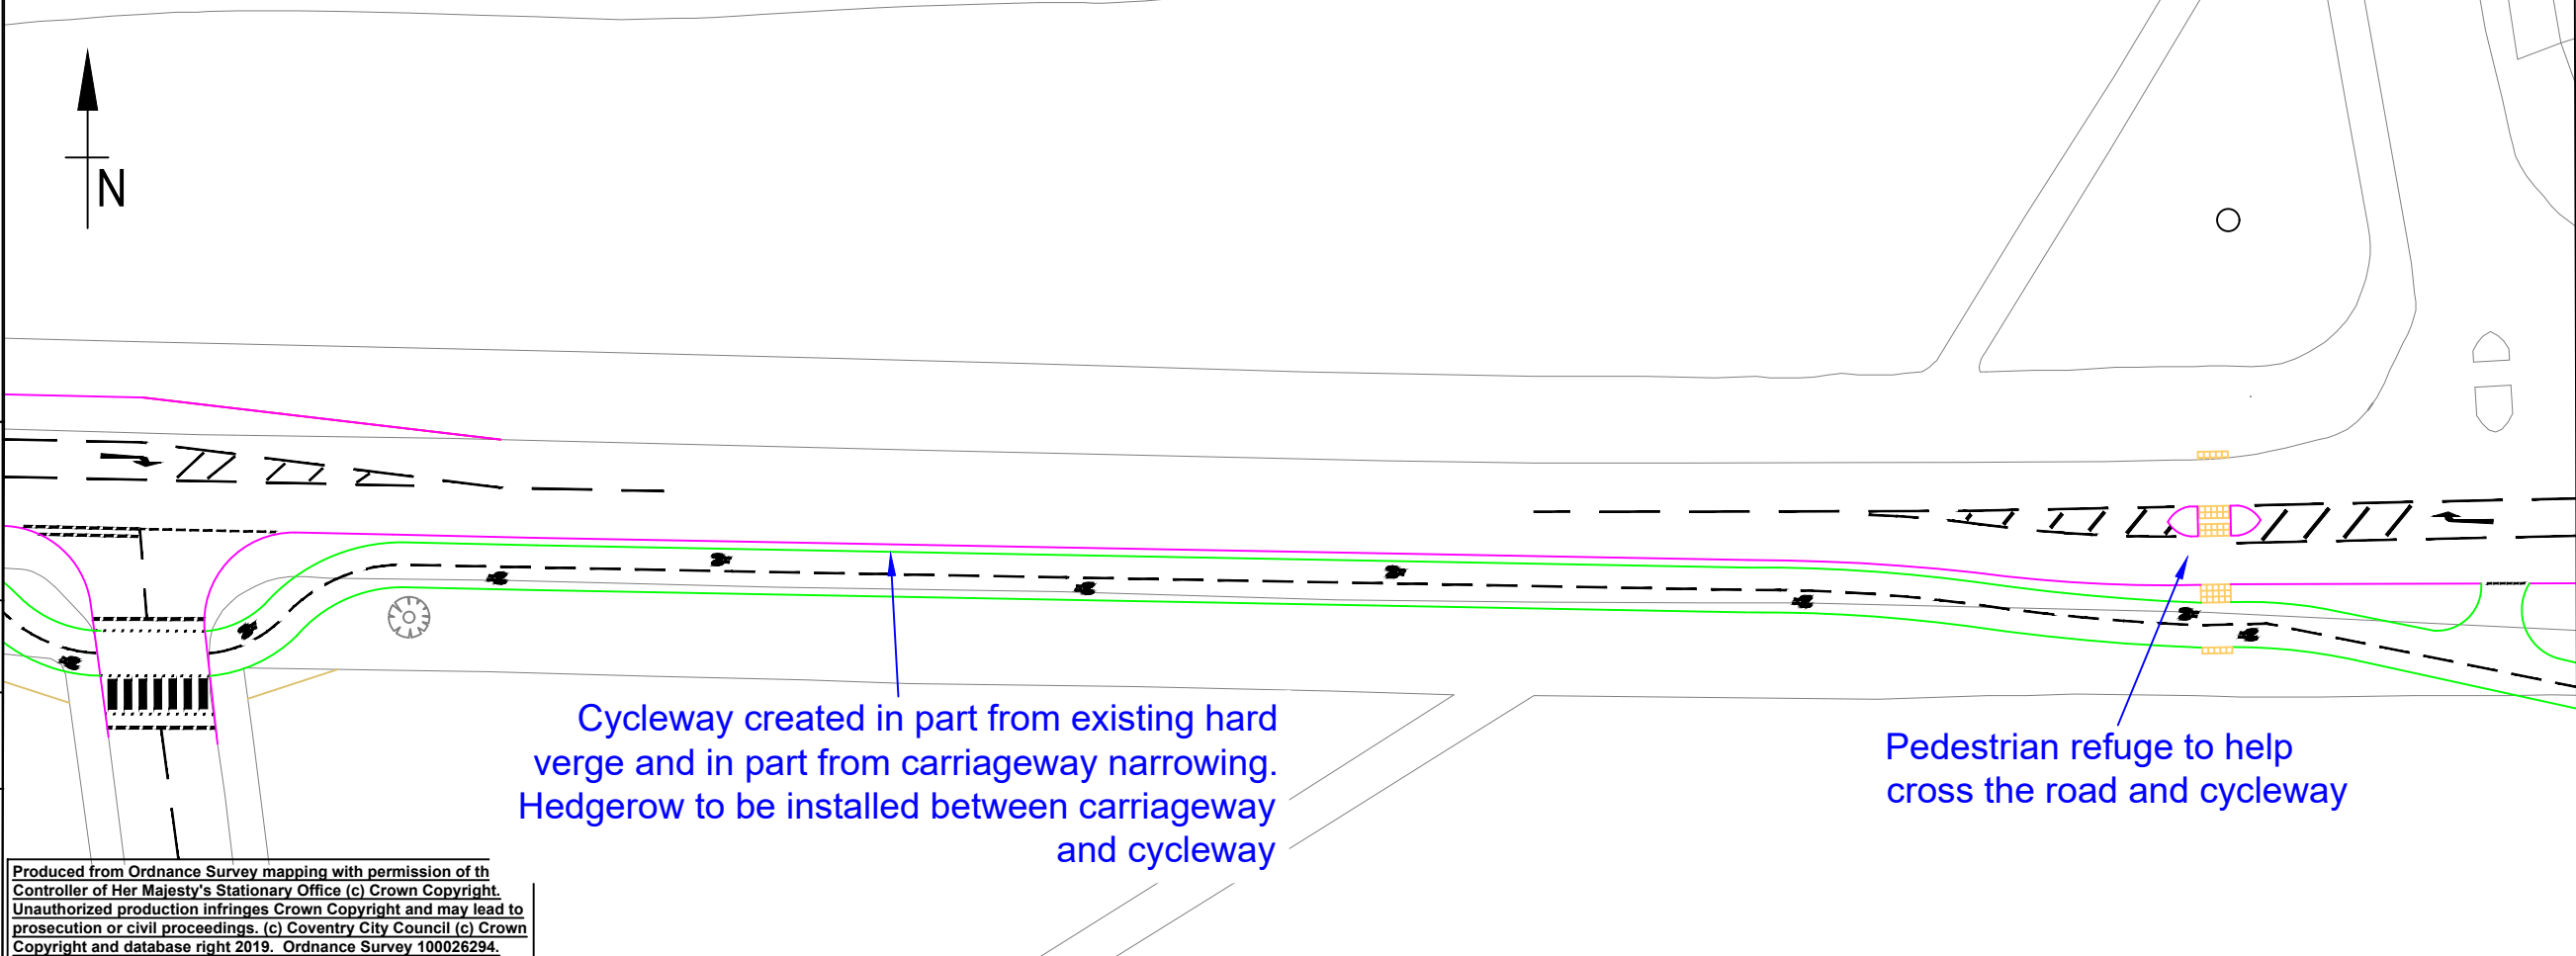 N
Cycleway created in part from existing hard
verge and in part from carriageway narrowing.
Hedgerow to be installed between carriageway
and cycleway
Pedestrian refuge to help
cross the road and cycleway
Produced from Ordnance Survey mapping with permission of th
Controller of Her Majesty's Stationary Office (c) Crown Copyright.
Unauthorized production infringes Crown Copyright and may lead to
prosecution or civil proceedings. (c) Coventry City Council (c) Crown
Copyright and database right 2019. Ordnance Survey 100026294.